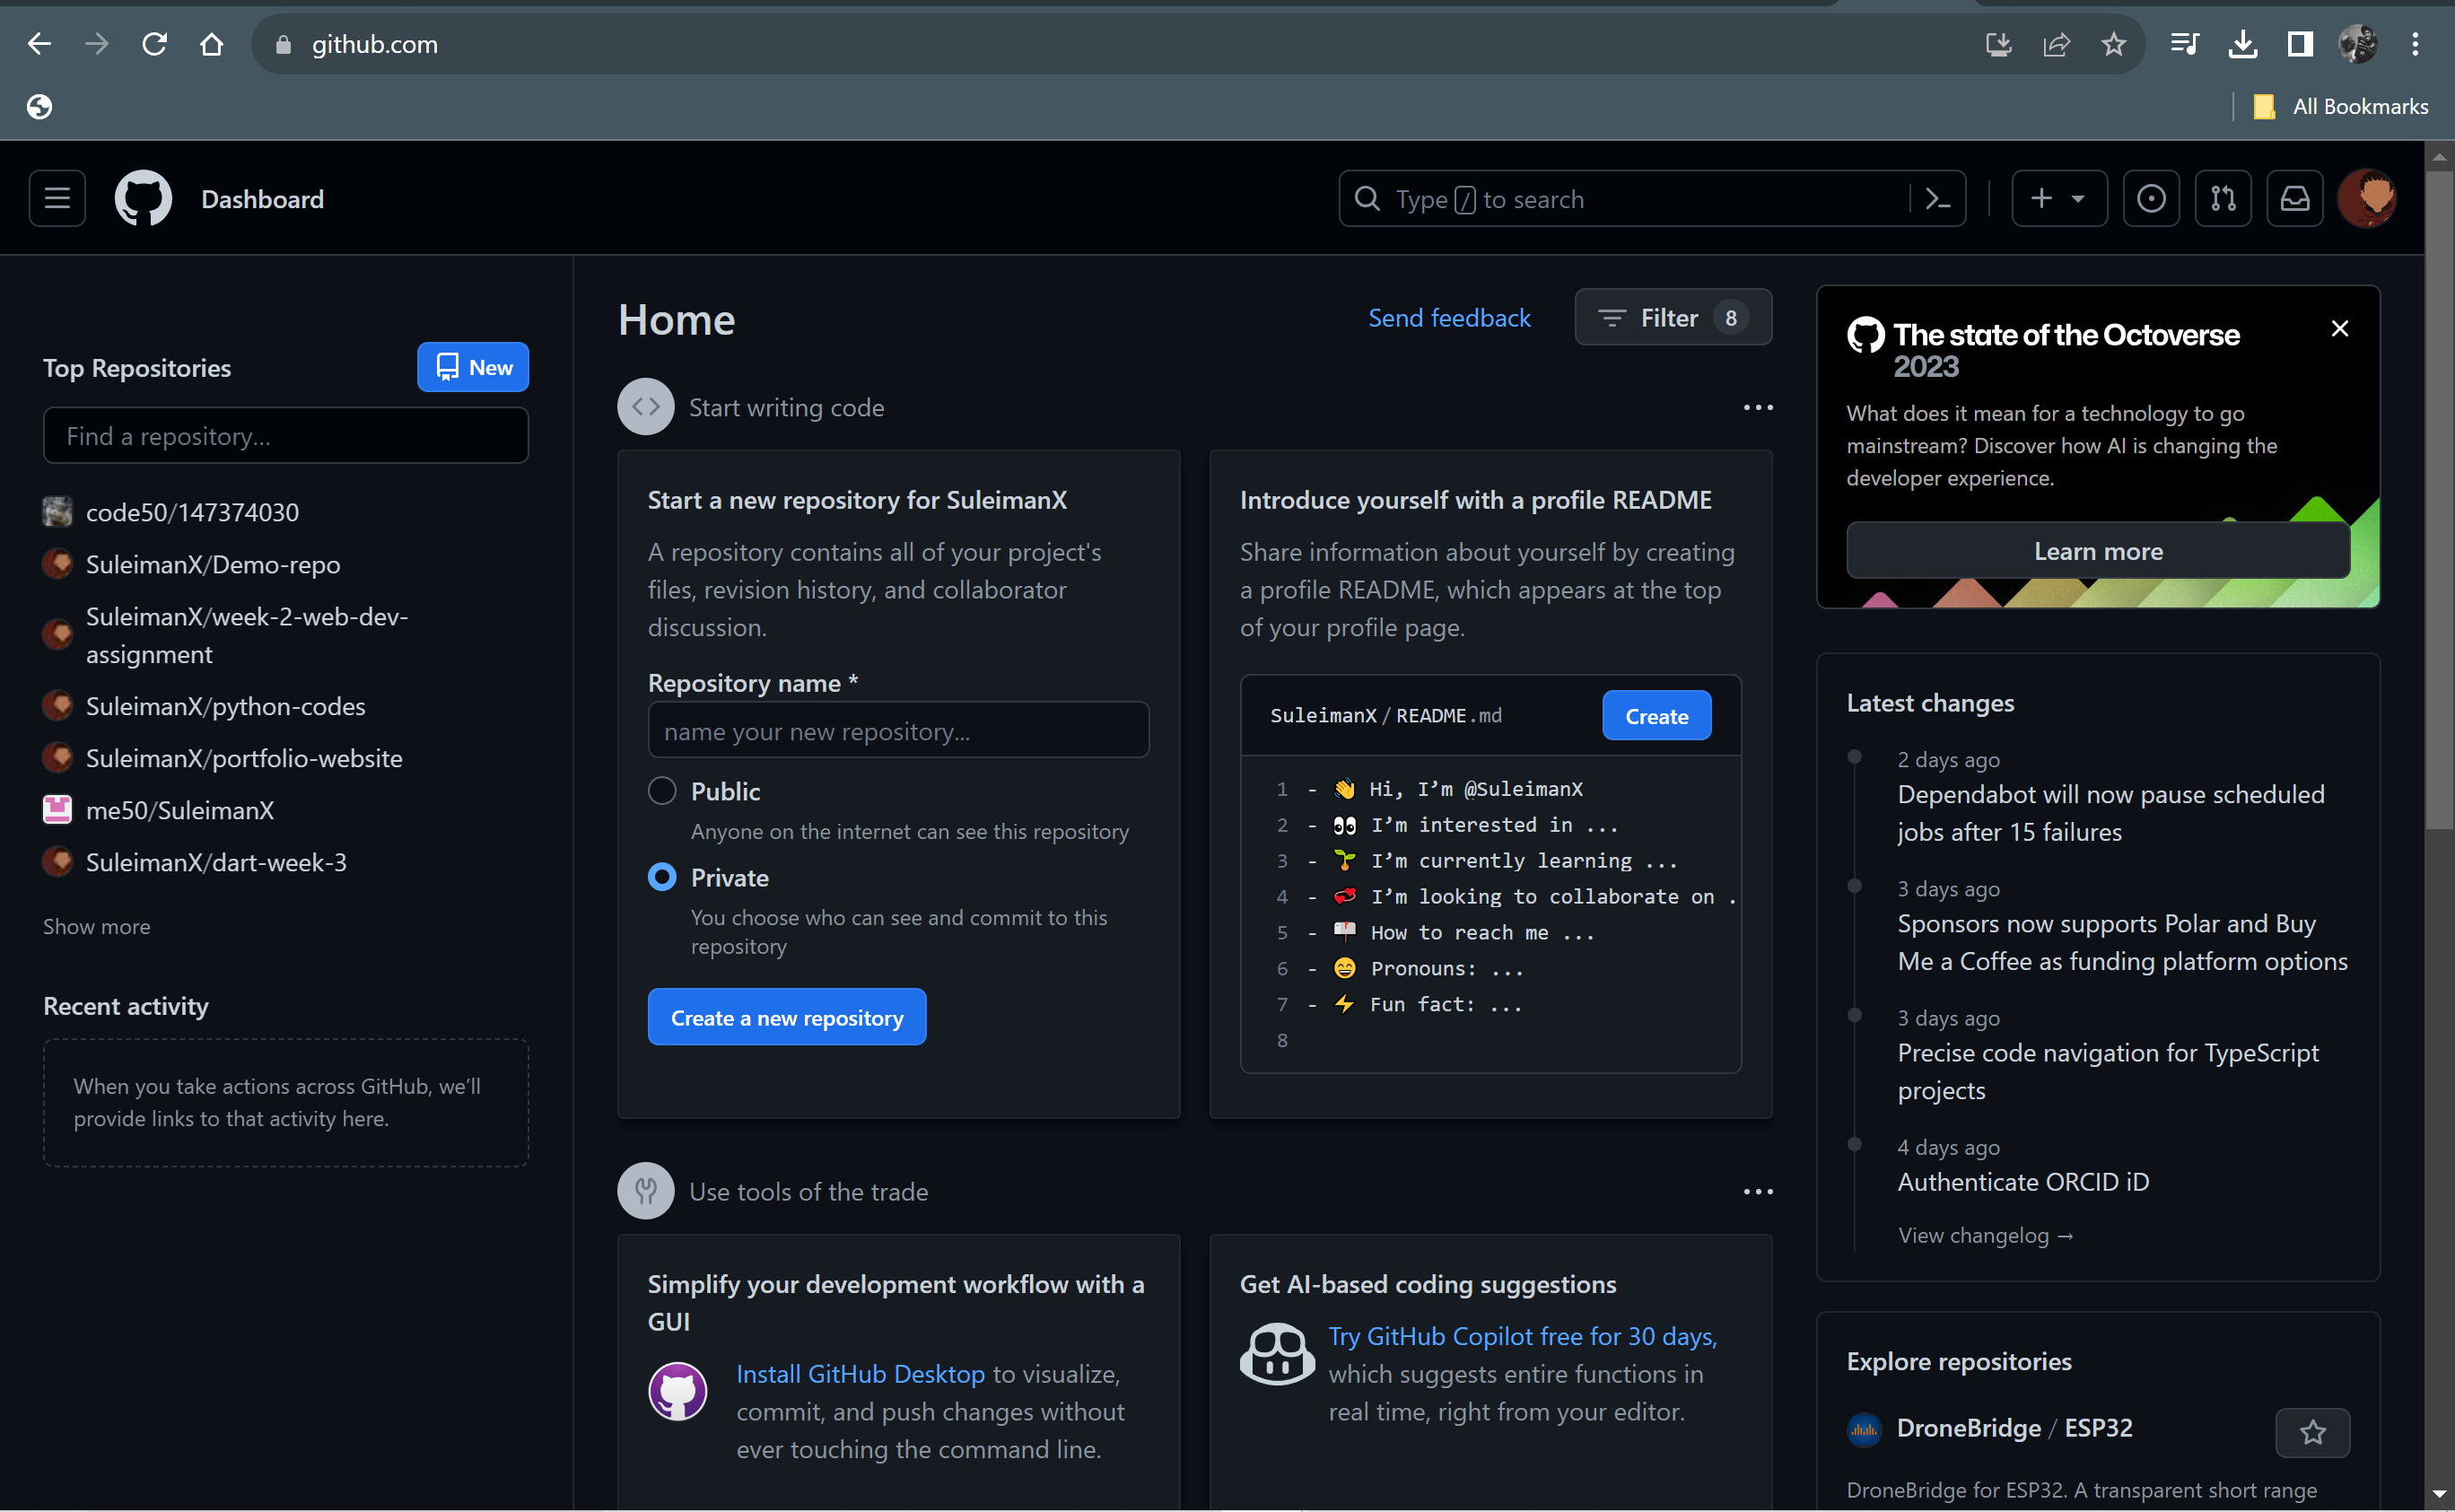 github.com
All Bookmarks
Dashboard
Type / to search
Top Repositories
New
Find a repository...
code50/147374030
SuleimanX/Demo-repo
SuleimanX/week-2-web-dev-
assignment
SuleimanX/python-codes
SuleimanX/portfolio-website
me50/SuleimanX
SuleimanX/dart-week-3
Show more
Recent activity
When you take actions across GitHub, we’ll
provide links to that activity here.
Home
Send feedback
Filter 8
Start writing code
Start a new repository for SuleimanX
A repository contains all of your project's
files, revision history, and collaborator
discussion.
Repository name *
name your new repository...
Public
Anyone on the internet can see this repository
Private
You choose who can see and commit to this
repository
Create a new repository
Introduce yourself with a profile README
Share information about yourself by creating
a profile README, which appears at the top
of your profile page.
SuleimanX / README.md
Create
1 - 👋 Hi, I’m @SuleimanX
2 - 👀 I’m interested in ...
3 - 🌱 I’m currently learning ...
4 - 💞️ I’m looking to collaborate on .
5 - 📫 How to reach me ...
6 - 😄 Pronouns: ...
7 - ⚡ Fun fact: ...
8
Use tools of the trade
Simplify your development workflow with a
GUI
Install GitHub Desktop to visualize,
commit, and push changes without
ever touching the command line.
Get AI-based coding suggestions
Try GitHub Copilot free for 30 days,
which suggests entire functions in
real time, right from your editor.
The state of the Octoverse
2023
What does it mean for a technology to go
mainstream? Discover how AI is changing the
developer experience.
Learn more
Latest changes
2 days ago
Dependabot will now pause scheduled
jobs after 15 failures
3 days ago
Sponsors now supports Polar and Buy
Me a Coffee as funding platform options
3 days ago
Precise code navigation for TypeScript
projects
4 days ago
Authenticate ORCID iD
View changelog →
Explore repositories
DroneBridge / ESP32
DroneBridge for ESP32. A transparent short range